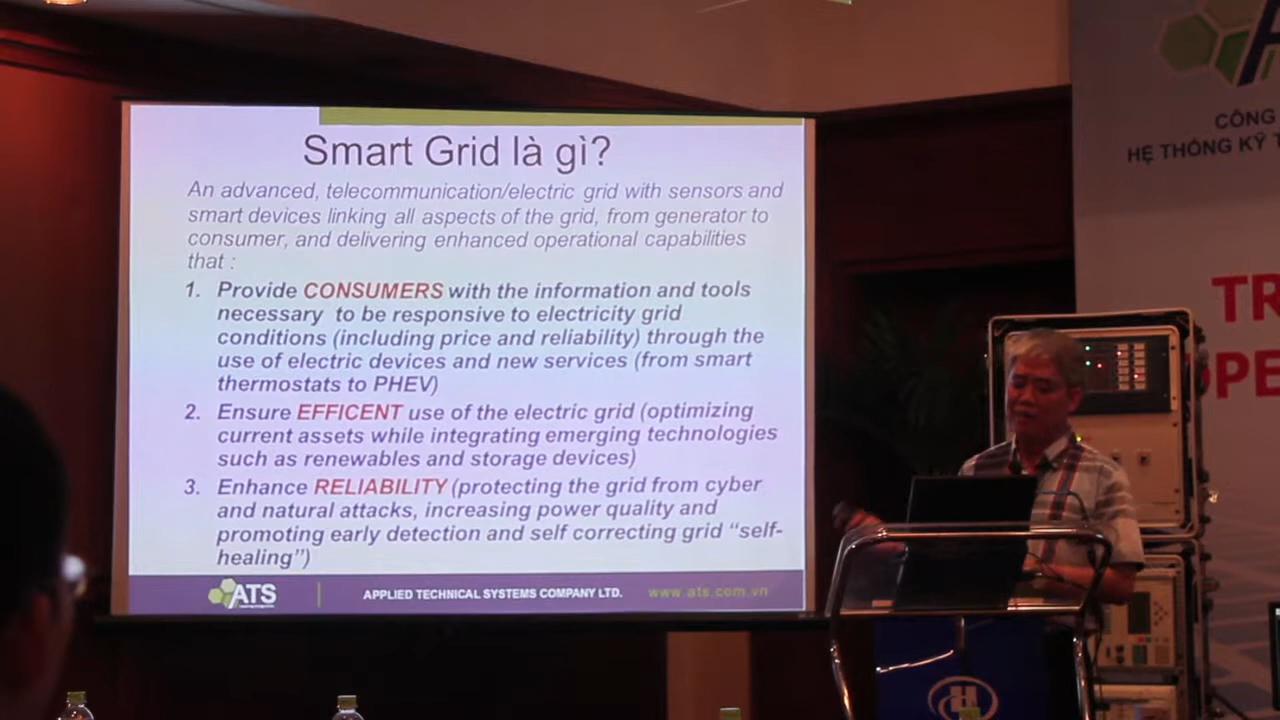 Smart Grid là gì?
An advanced, telecommunication/electric grid with sensors and
smart devices linking all aspects of the grid, from generator to
consumer, and delivering enhanced operational capabilities
that :
1. Provide CONSUMERS with the information and tools
necessary to be responsive to electricity grid
conditions (including price and reliability) through the
use of electric devices and new services (from smart
thermostats to PHEV)
2. Ensure EFFICENT use of the electric grid (optimizing
current assets while integrating emerging technologies
such as renewables and storage devices)
3. Enhance RELIABILITY (protecting the grid from cyber
and natural attacks, increasing power quality and
promoting early detection and self correcting grid “self-
healing”)
ATS
APPLIED TECHNICAL SYSTEMS COMPANY LTD.
www.ats.com.vn
CÔNG
HỆ THỐNG KỸ
TR
OPE
H